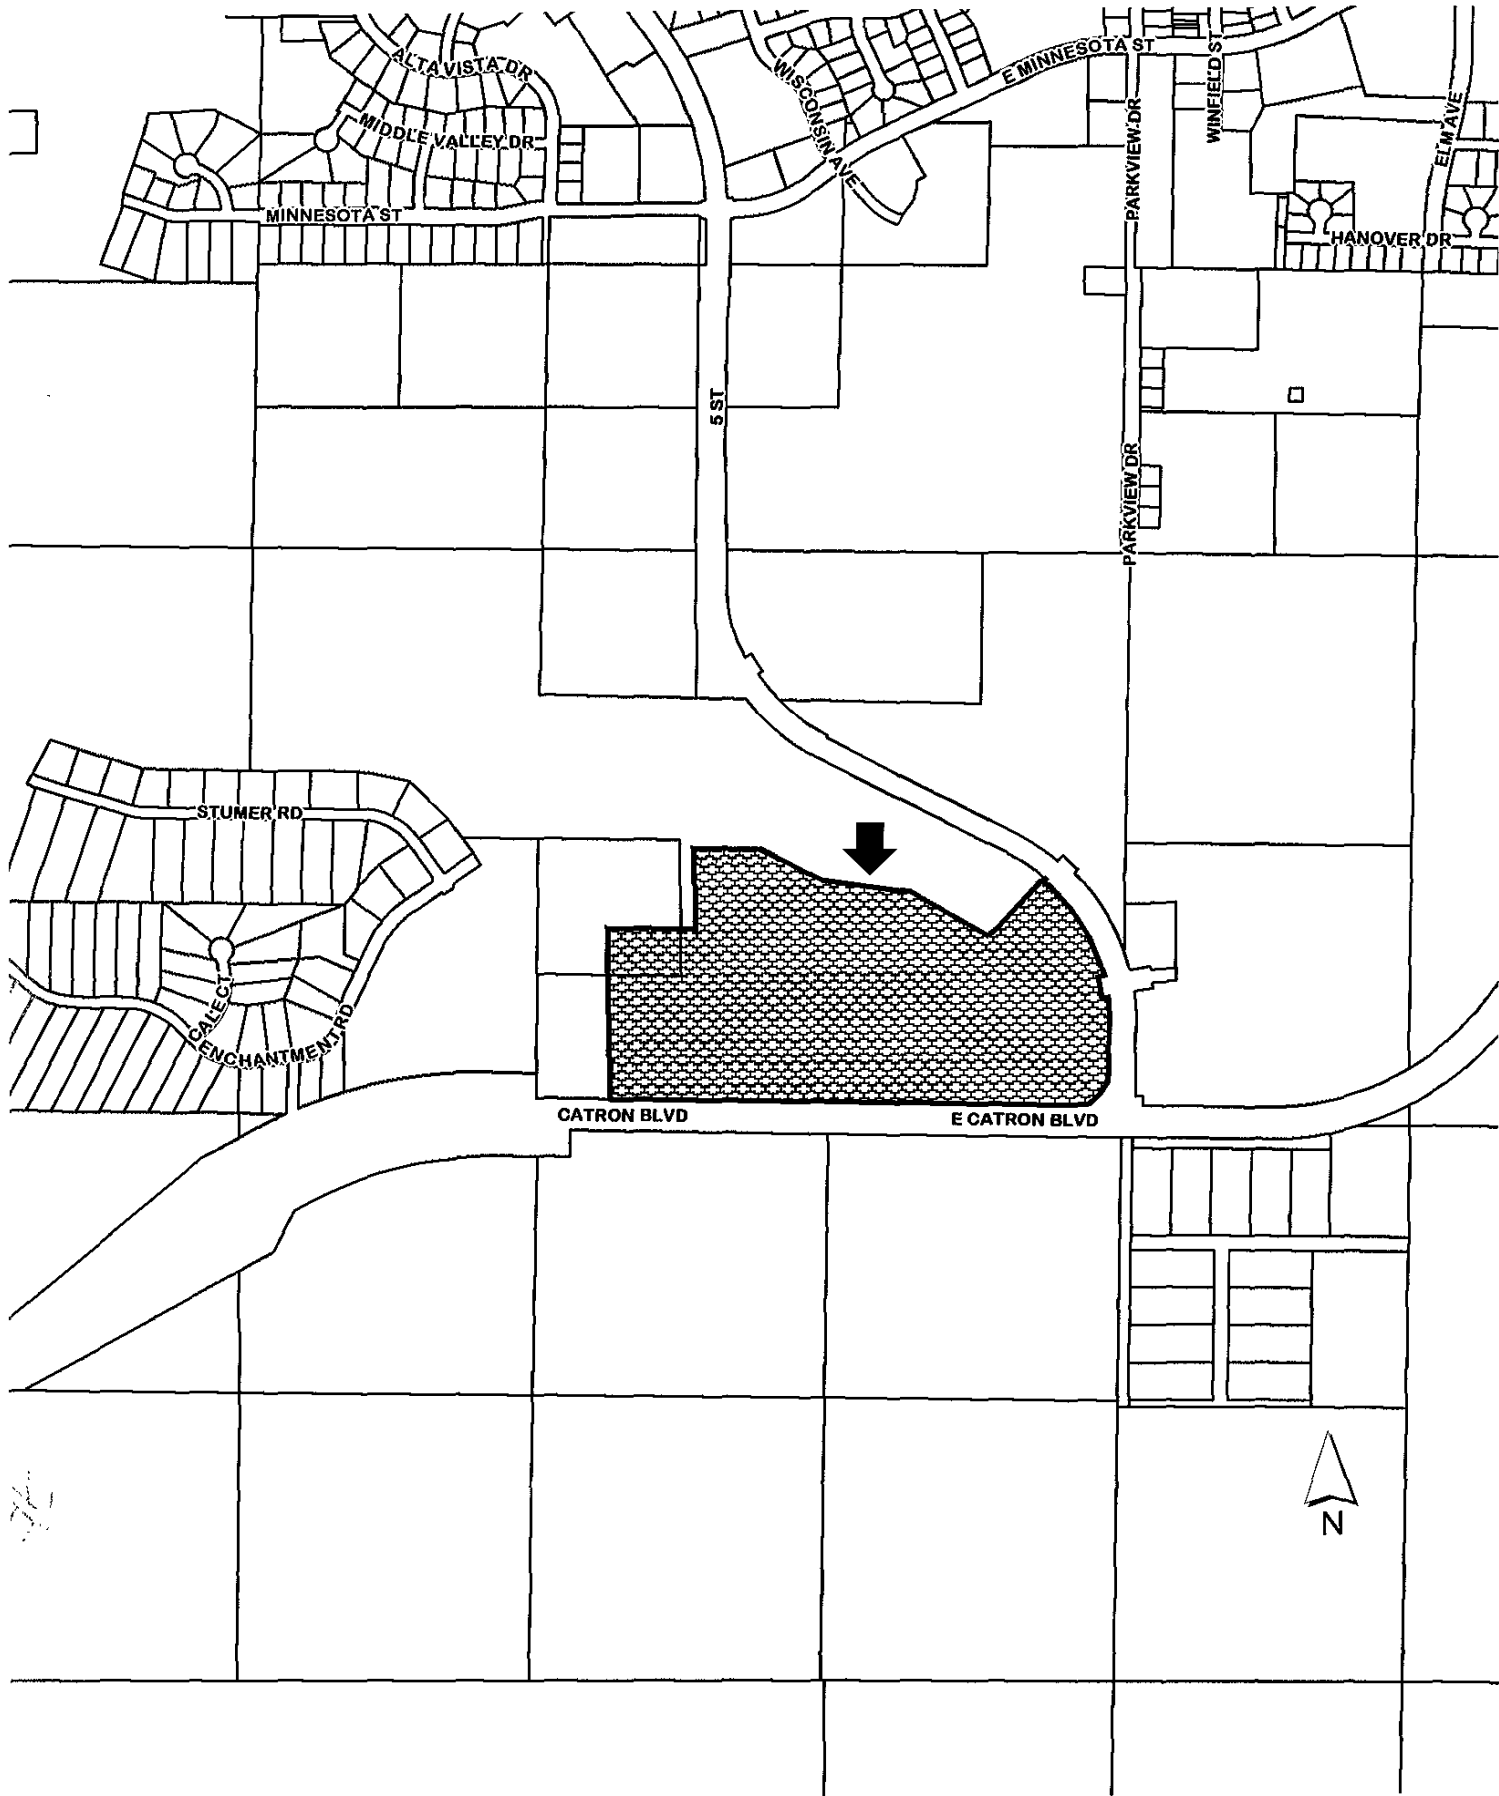 ALTA VISTA DR
WISCONSIN AVE
E MINNESOTA ST
WINFIELD ST
MIDDLE VALLEY DR
PARKVIEW DR
ELM AVE
MINNESOTA ST
HANOVER DR
5 ST
PARKVIEW DR
STUMER RD
CALLE CT
ENCHANTMENT RD
CATRON BLVD
E CATRON BLVD
N